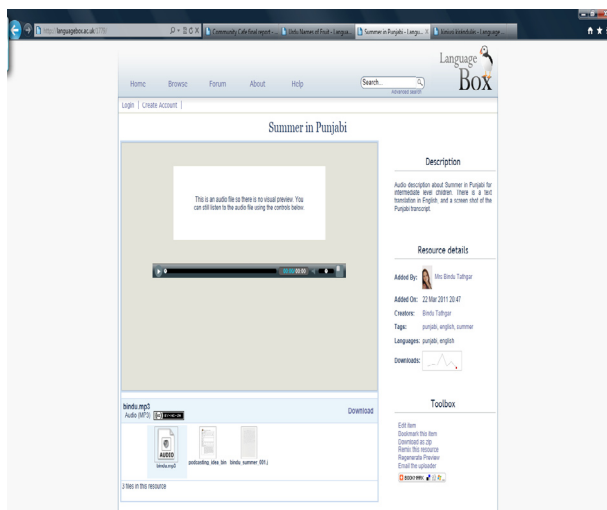 http://languagebox.ac.uk/1776/
Community Cafe final report - ...
Urdu Names of Fruit - Langua...
Summer in Punjabi - Langu...
Language
Box
Home Browse Forum About Help
Search...
Advanced search
Login | Create Account |
Summer in Punjabi
This is an audio file so there is no visual preview. You
can still listen to the audio file using the controls below.
00:00/00:00
bindu.mp3
Audio (MP3)
Download
AUDIO
bindu.mp3
podcasting_idea_bin
bindu_summer_001.j
3 files in this resource
Description
Audio description about Summer in Punjabi for
intermediate level children. There is a text
translation in English, and a screen shot of the
Punjabi transcript.
Resource details
Added By: Mrs Bindu Tathgar
Added On: 22 Mar 2011 20:47
Creators: Bindu Tathgar
Tags: punjabi, english, summer
Languages: punjabi, english
Downloads:
Toolbox
Edit item
Bookmark this item
Download as zip
Remix this resource
Regenerate Preview
Email the uploader
BOOKMARK